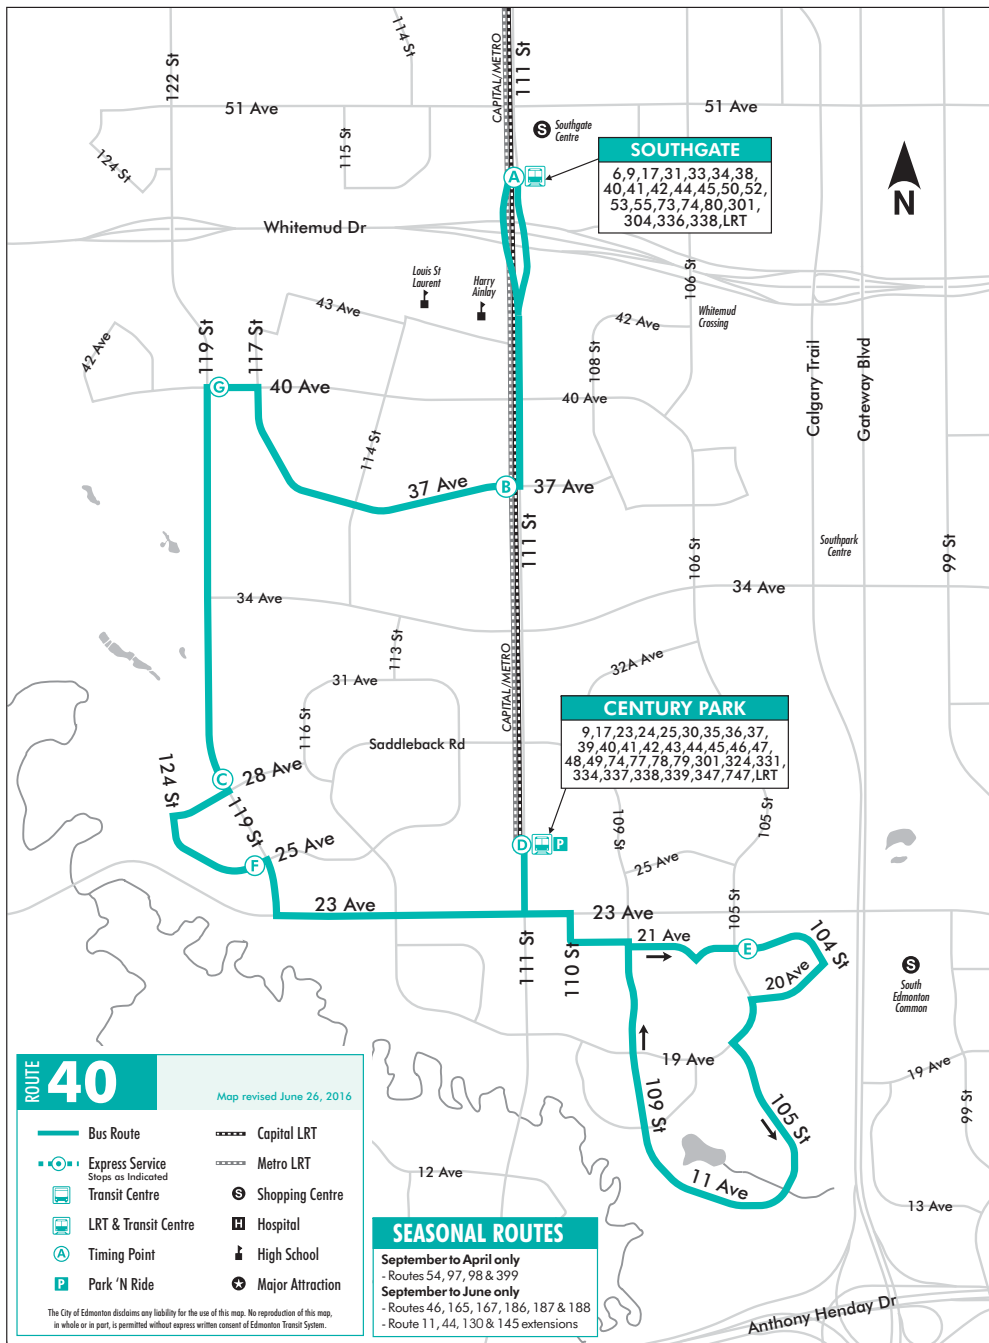 114 St
122 St
CAPITAL/METRO
111 St
51 Ave
51 Ave
115 St
124 St
S
Southgate
Centre
A
SOUTHGATE
6,9,17,31,33,34,38,
40,41,42,44,45,50,52,
53,55,73,74,80,301,
304,336,338,LRT
N
Whitemud Dr
106 St
Louis St
Laurent
Harry
Ainlay
43 Ave
42 Ave
Whitemud
Crossing
42 Ave
119 St
117 St
108 St
Calgary Trail
Gateway Blvd
G
40 Ave
40 Ave
114 St
37 Ave
B
37 Ave
111 St
106 St
Southpark
Centre
99 St
34 Ave
34 Ave
113 St
32A Ave
31 Ave
CAPITAL/METRO
116 St
Saddleback Rd
CENTURY PARK
9,17,23,24,25,30,35,36,37,
39,40,41,42,43,44,45,46,47,
48,49,74,77,78,79,301,324,331,
334,337,338,339,347,747,LRT
124 St
C
28 Ave
119 St
105 St
109 St
D
P
25 Ave
F
25 Ave
105 St
23 Ave
23 Ave
21 Ave
E
104 St
111 St
110 St
20 Ave
S
South
Edmonton
Common
19 Ave
19 Ave
109 St
105 St
99 St
12 Ave
11 Ave
13 Ave
Anthony Henday Dr
ROUTE
40
Map revised June 26, 2016
Bus Route
Capital LRT
Express Service
Stops as Indicated
Metro LRT
Transit Centre
S
Shopping Centre
LRT & Transit Centre
H
Hospital
A
Timing Point
High School
P
Park ‘N Ride
Major Attraction
The City of Edmonton disclaims any liability for the use of this map. No reproduction of this map,
in whole or in part, is permitted without express written consent of Edmonton Transit System.
SEASONAL ROUTES
September to April only
- Routes 54, 97, 98 & 399
September to June only
- Routes 46, 165, 167, 186, 187 & 188
- Route 11, 44, 130 & 145 extensions